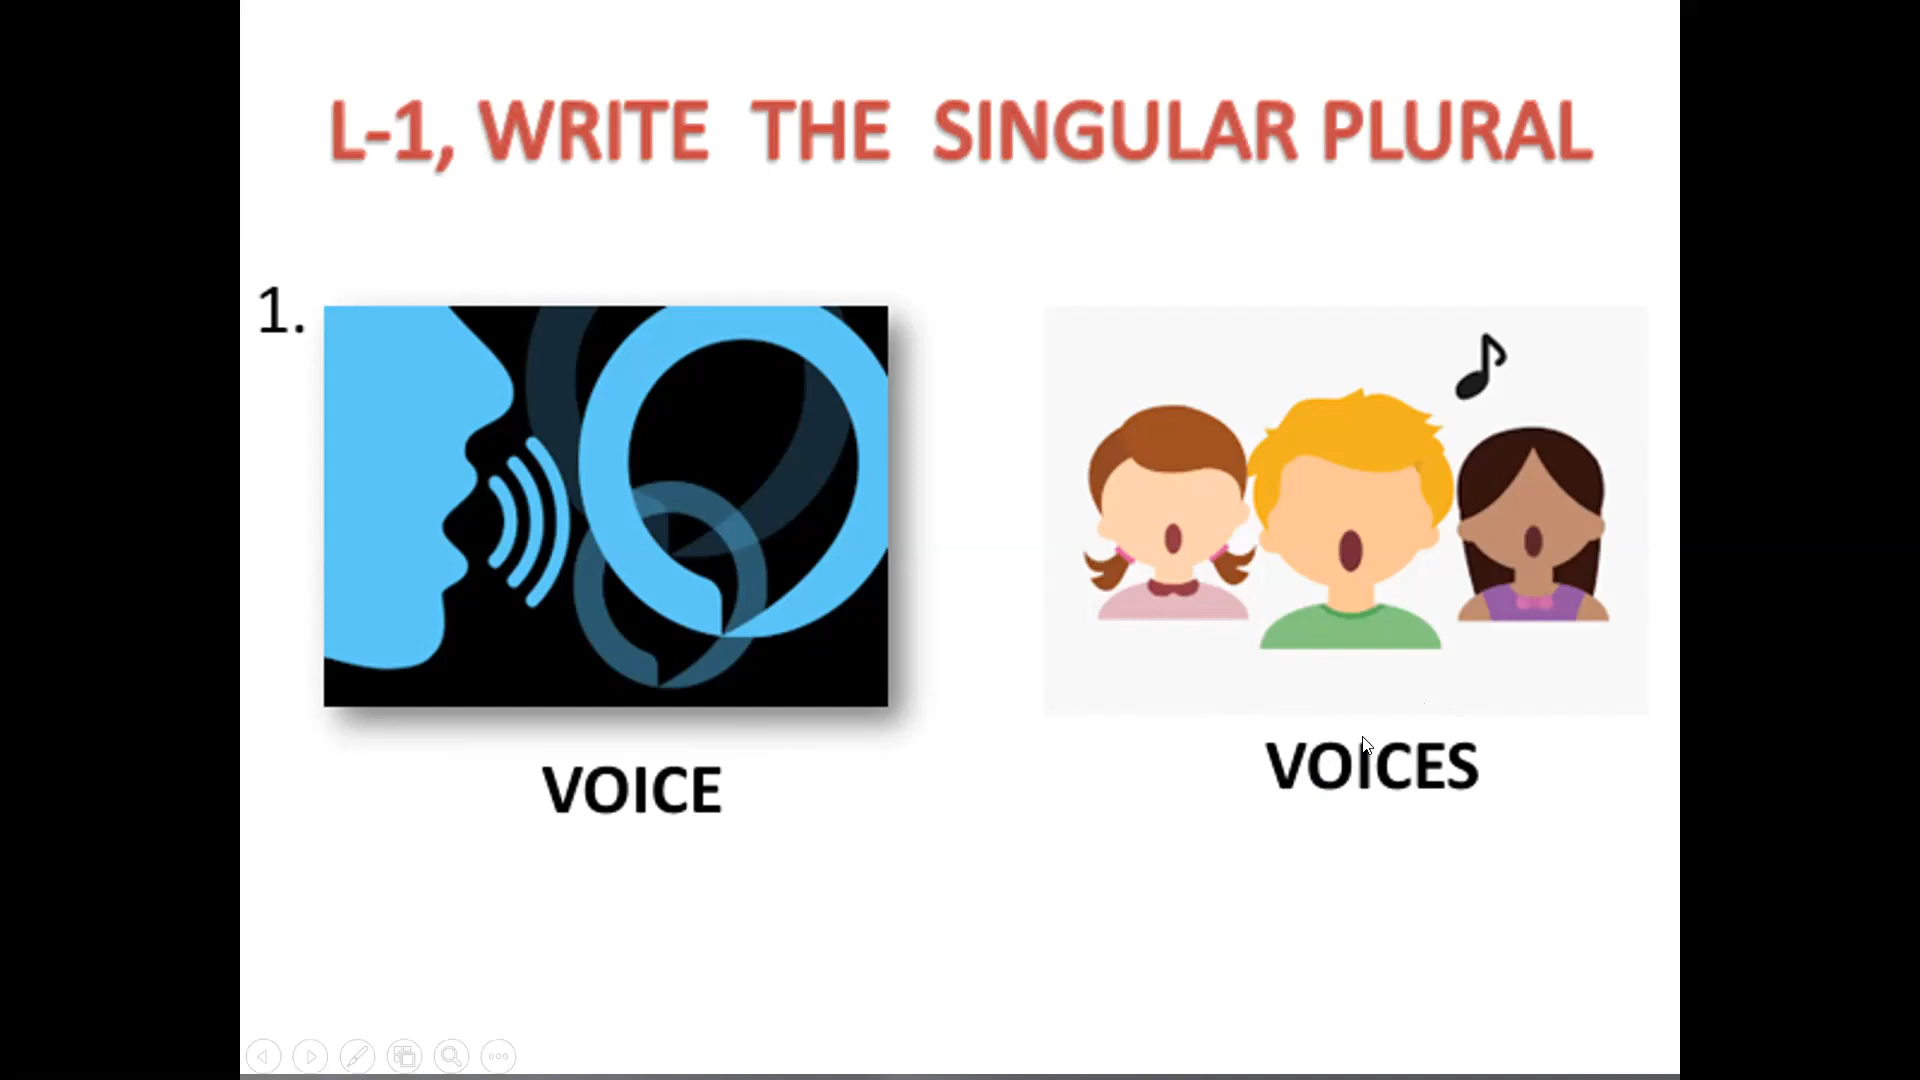 L-1, WRITE THE SINGULAR PLURAL
1.
VOICE
VOICES